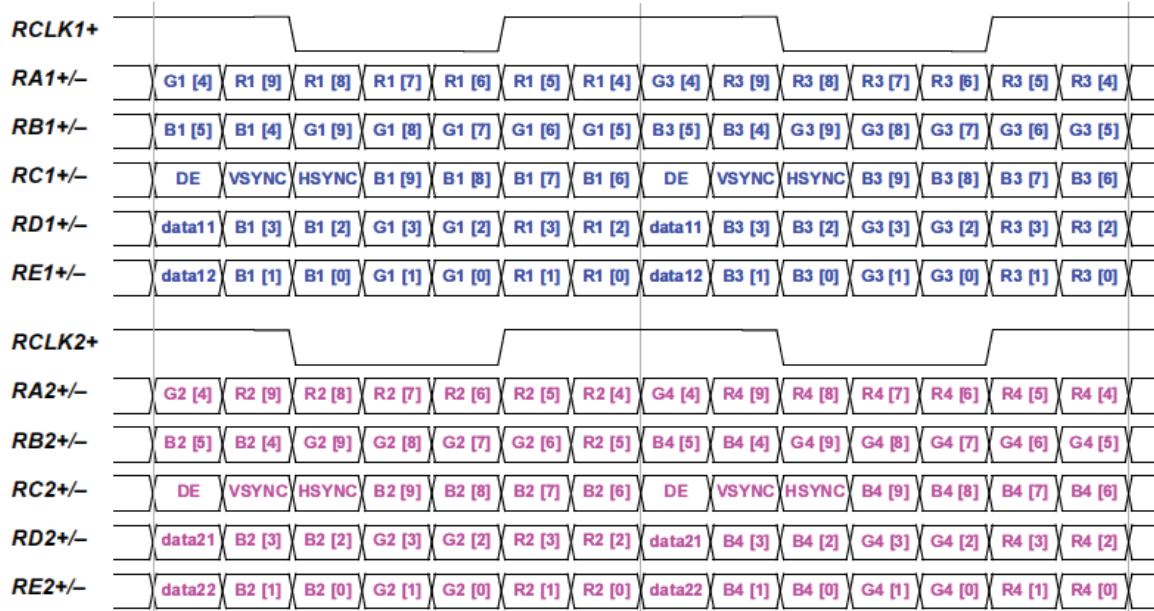 RCLK1+
RA1+/– G1 [4] R1 [9] R1 [8] R1 [7] R1 [6] R1 [5] R1 [4] G3 [4] R3 [9] R3 [8] R3 [7] R3 [6] R3 [5] R3 [4]
RB1+/– B1 [5] B1 [4] G1 [9] G1 [8] G1 [7] G1 [6] G1 [5] B3 [5] B3 [4] G3 [9] G3 [8] G3 [7] G3 [6] G3 [5]
RC1+/– DE VSYNC HSYNC B1 [9] B1 [8] B1 [7] B1 [6] DE VSYNC HSYNC B3 [9] B3 [8] B3 [7] B3 [6]
RD1+/– data11 B1 [3] B1 [2] G1 [3] G1 [2] R1 [3] R1 [2] data11 B3 [3] B3 [2] G3 [3] G3 [2] R3 [3] R3 [2]
RE1+/– data12 B1 [1] B1 [0] G1 [1] G1 [0] R1 [1] R1 [0] data12 B3 [1] B3 [0] G3 [1] G3 [0] R3 [1] R3 [0]
RCLK2+
RA2+/– G2 [4] R2 [9] R2 [8] R2 [7] R2 [6] R2 [5] R2 [4] G4 [4] R4 [9] R4 [8] R4 [7] R4 [6] R4 [5] R4 [4]
RB2+/– B2 [5] B2 [4] G2 [9] G2 [8] G2 [7] G2 [6] R2 [5] B4 [5] B4 [4] G4 [9] G4 [8] G4 [7] G4 [6] G4 [5]
RC2+/– DE VSYNC HSYNC B2 [9] B2 [8] B2 [7] B2 [6] DE VSYNC HSYNC B4 [9] B4 [8] B4 [7] B4 [6]
RD2+/– data21 B2 [3] B2 [2] G2 [3] G2 [2] R2 [3] R2 [2] data21 B4 [3] B4 [2] G4 [3] G4 [2] R4 [3] R4 [2]
RE2+/– data22 B2 [1] B2 [0] G2 [1] G2 [0] R2 [1] R2 [0] data22 B4 [1] B4 [0] G4 [1] G4 [0] R4 [1] R4 [0]